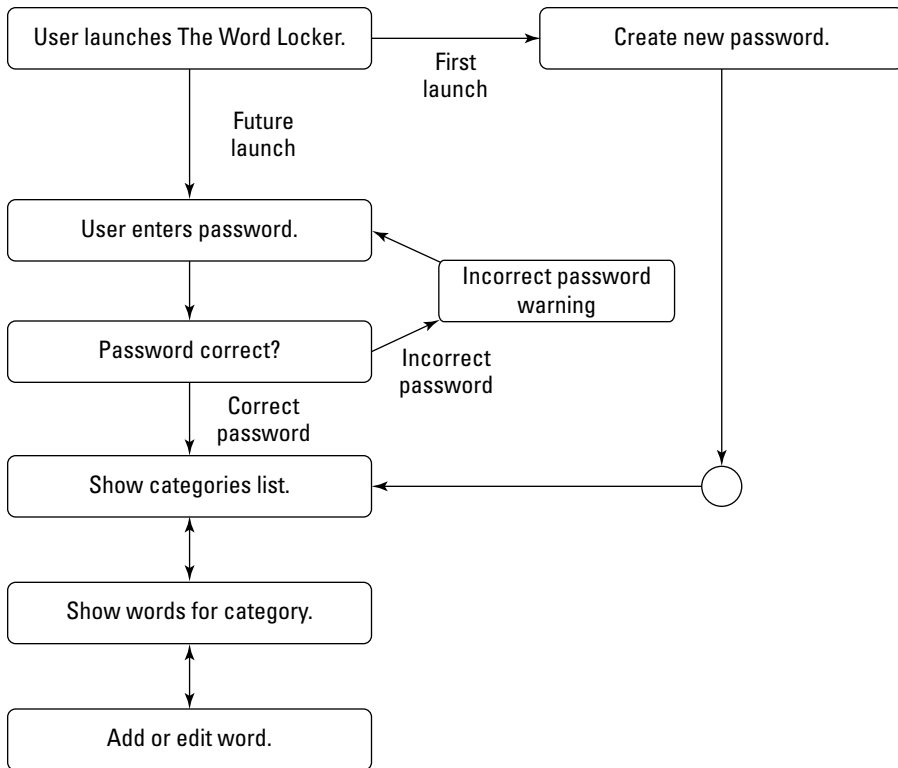 User launches The Word Locker.
Create new password.
First
launch
Future
launch
User enters password.
Incorrect password
warning
Password correct?
Incorrect
password
Correct
password
Show categories list.
Show words for category.
Add or edit word.